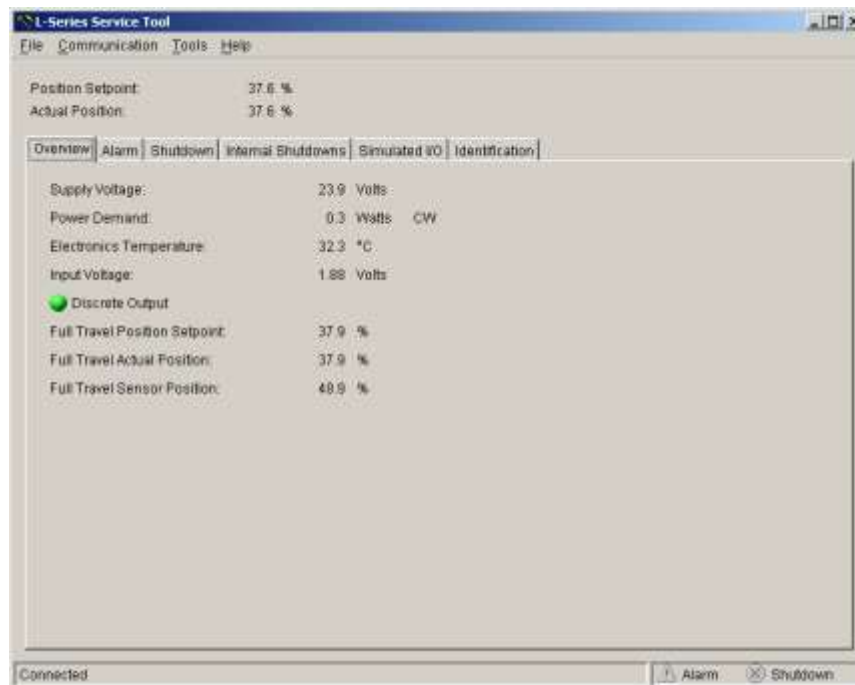 L-Series Service Tool
File Communication Tools Help
Position Setpoint: 37.6 %
Actual Position: 37.6 %
Overview Alarm Shutdown Internal Shutdowns Simulated I/O Identification
Supply Voltage: 23.9 Volts
Power Demand: 0.3 Watts CW
Electronics Temperature: 32.3 °C
Input Voltage: 1.88 Volts
Discrete Output
Full Travel Position Setpoint: 37.9 %
Full Travel Actual Position: 37.9 %
Full Travel Sensor Position: 48.9 %
Connected Alarm Shutdown